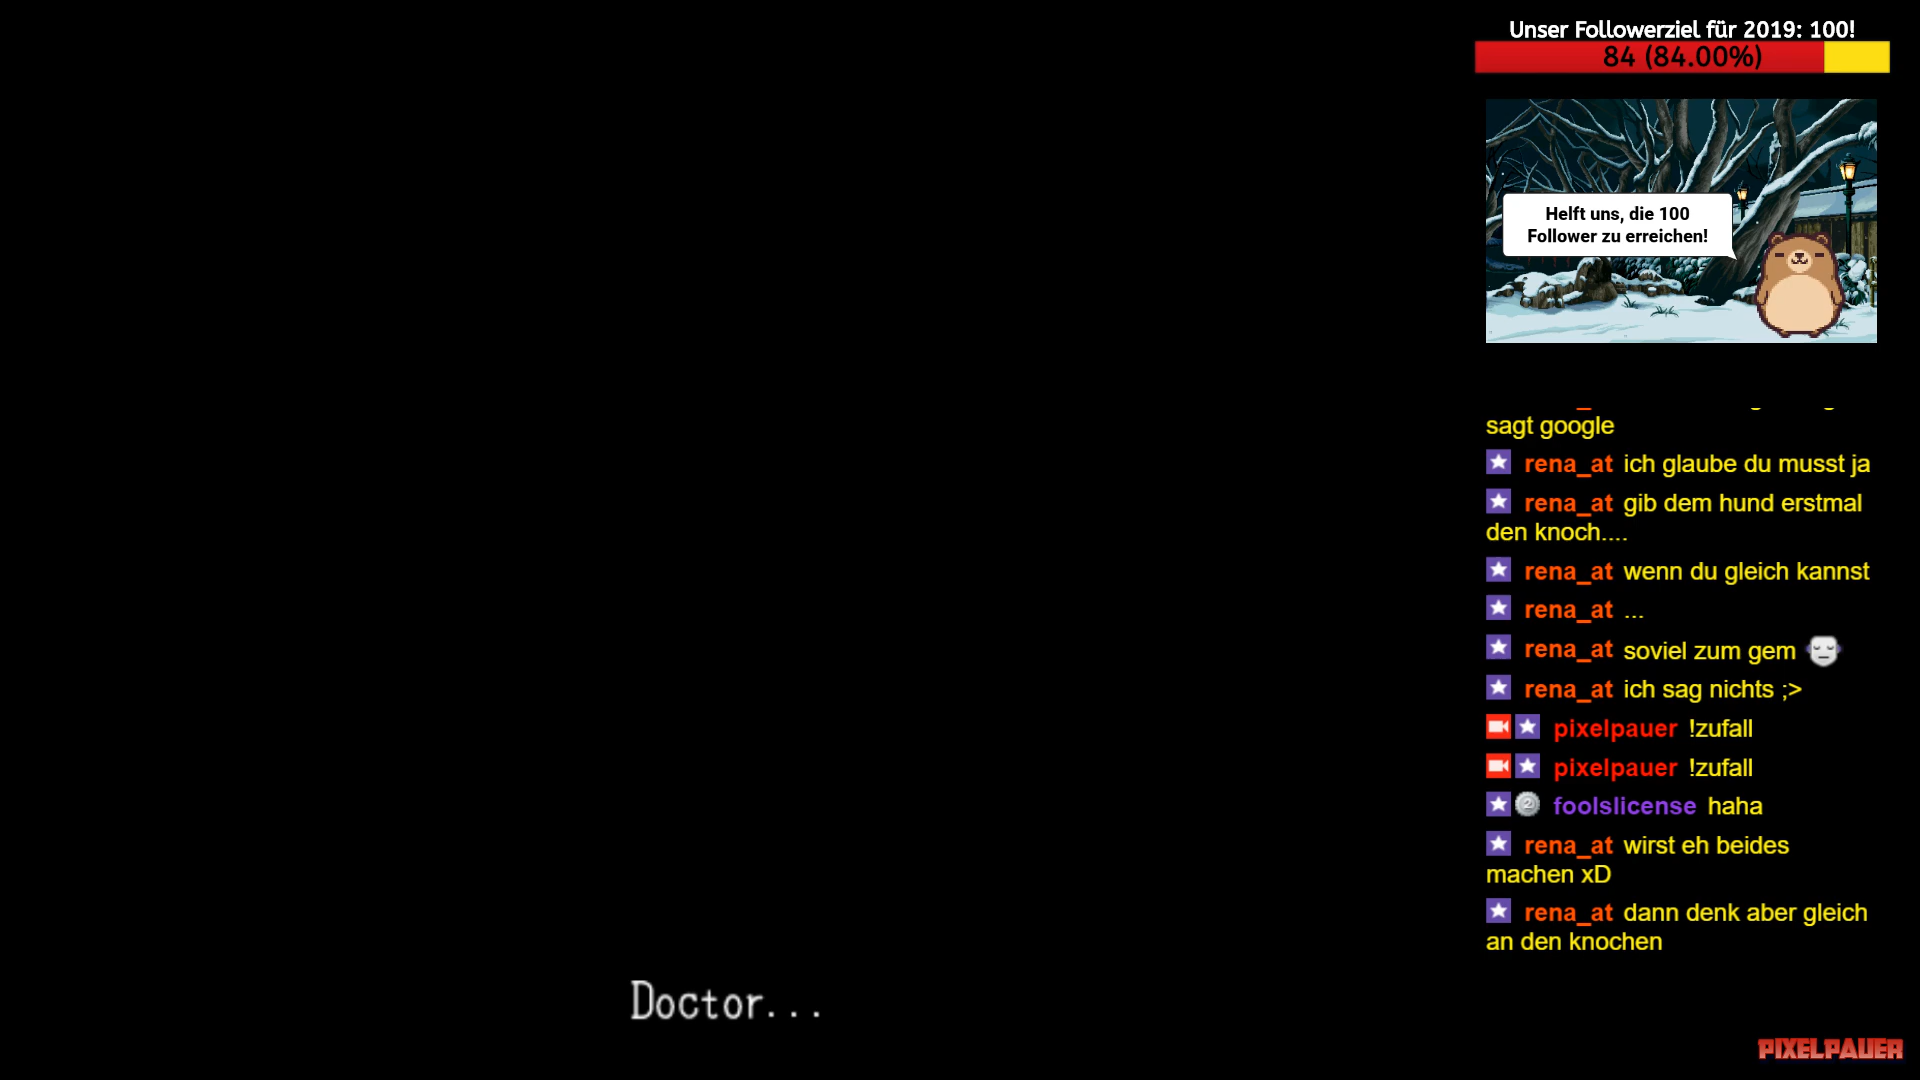 Unser Followerziel für 2019: 100!
84 (84.00%)
Helft uns, die 100
Follower zu erreichen!
sagt google
rena_at ich glaube du musst ja
rena_at gib dem hund erstmal
den knoch....
rena_at wenn du gleich kannst
rena_at ...
rena_at soviel zum gem
rena_at ich sag nichts ;>
pixelpauer !zufall
pixelpauer !zufall
2 foolslicense haha
rena_at wirst eh beides
machen xD
rena_at dann denk aber gleich
an den knochen
Doctor...
PIXELPAUER